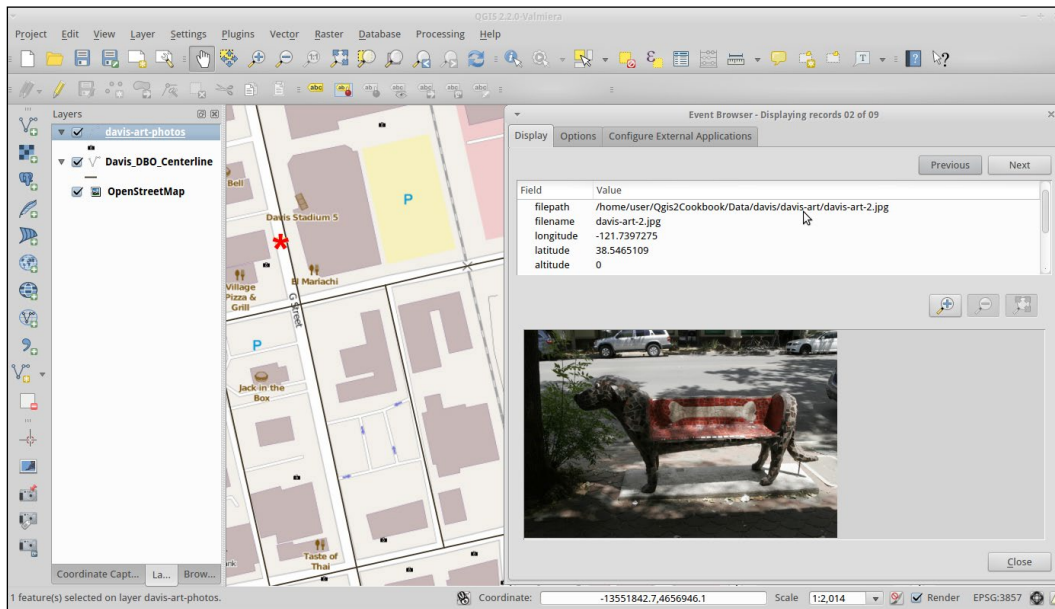 QGIS 2.2.0-Valmiera
Project Edit View Layer Settings Plugins Vector Raster Database Processing Help
Layers
davis-art-photos
Davis_DBO_Centerline
OpenStreetMap
Coordinate Capt... La... Brow...
Bell
Davis Stadium 5
P
El Mariachi
Village
Pizza &
Grill
G Street
P
Jack in the
Box
Taste of
Thai
Event Browser - Displaying records 02 of 09
Display Options Configure External Applications
Previous Next
Field Value
filepath /home/user/Qgis2Cookbook/Data/davis/davis-art/davis-art-2.jpg
filename davis-art-2.jpg
longitude -121.7397275
latitude 38.5465109
altitude 0
Close
1 feature(s) selected on layer davis-art-photos.
Coordinate: -13551842.7,4656946.1 Scale 1:2,014 Render EPSG:3857